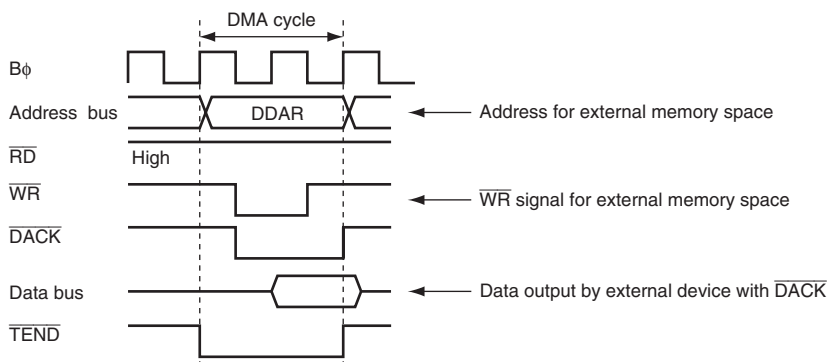 DMA cycle
Bϕ
Address bus
DDAR
Address for external memory space
RD
High
WR
WR signal for external memory space
DACK
Data bus
Data output by external device with DACK
TEND